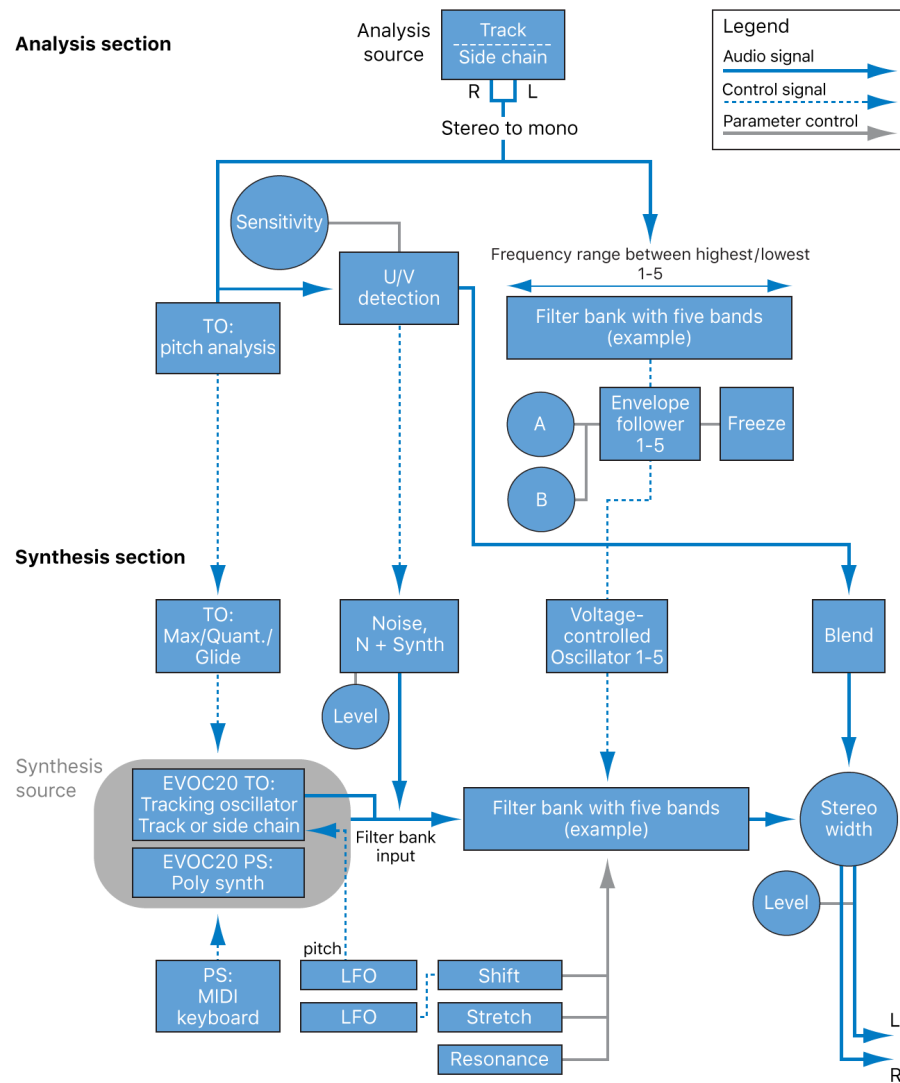 Analysis section
Analysis
source
Track
Side chain
R
L
Stereo to mono
Legend
Audio signal
Control signal
Parameter control
Sensitivity
U/V
detection
TO:
pitch analysis
Frequency range between highest/lowest
1-5
Filter bank with five bands
(example)
A
B
Envelope
follower
1-5
Freeze
Synthesis section
TO:
Max/Quant./
Glide
Noise,
N + Synth
Level
Voltage-
controlled
Oscillator 1-5
Blend
Synthesis
source
EVOC20 TO:
Tracking oscillator
Track or side chain
EVOC20 PS:
Poly synth
Filter bank
input
Filter bank with five bands
(example)
Stereo
width
Level
PS:
MIDI
keyboard
pitch
LFO
LFO
Shift
Stretch
Resonance
L
R